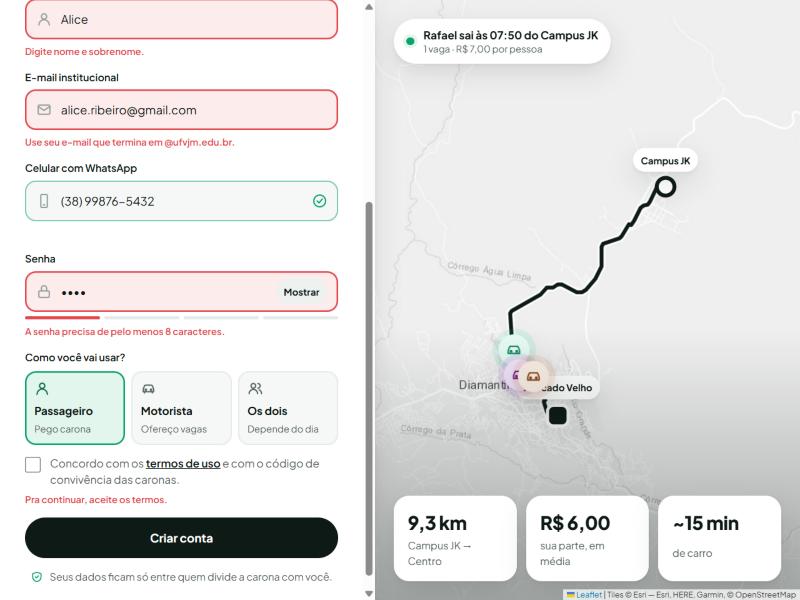 Alice
Digite nome e sobrenome.
E-mail institucional
alice.ribeiro@gmail.com
Use seu e-mail que termina em @ufvjm.edu.br.
Celular com WhatsApp
(38) 99876-5432
Senha
Mostrar
A senha precisa de pelo menos 8 caracteres.
Como você vai usar?
Passageiro
Pego carona
Motorista
Ofereço vagas
Os dois
Depende do dia
Concordo com os termos de uso e com o código de
convivência das caronas.
Pra continuar, aceite os termos.
Criar conta
Seus dados ficam só entre quem divide a carona com você.
Rafael sai às 07:50 do Campus JK
1 vaga · R$ 7,00 por pessoa
Campus JK
Córrego Água Limpa
Velho
Córrego da Prata
9,3 km
Campus JK →
Centro
R$ 6,00
sua parte, em
média
~15 min
de carro
Leaflet | Tiles © Esri — Esri, HERE, Garmin, © OpenStreetMap